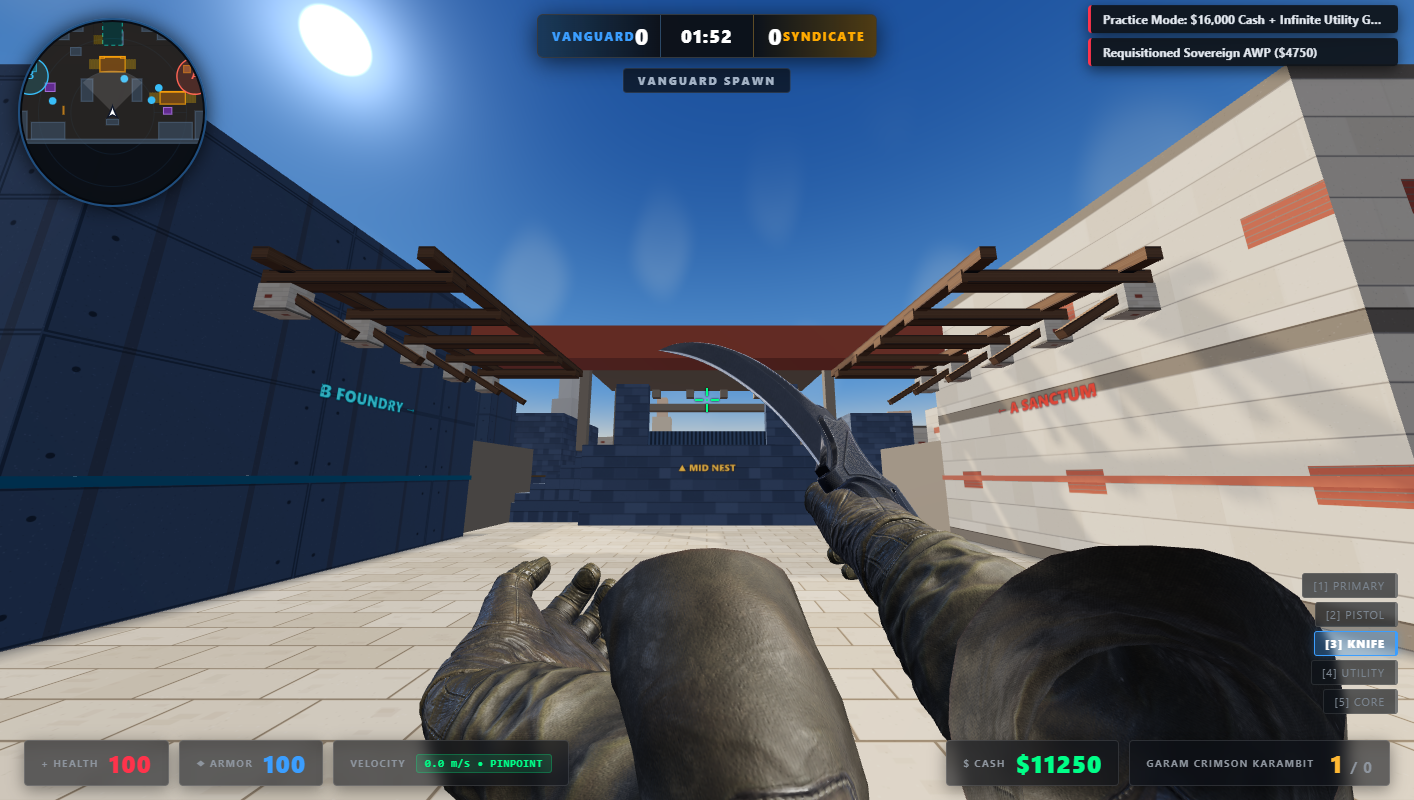 VANGUARD 0 01:52 0 SYNDICATE
VANGUARD SPAWN
Practice Mode: $16,000 Cash + Infinite Utility G...
Requisitioned Sovereign AWP ($4750)
B FOUNDRY →
← A SANCTUM
▲ MID NEST
[1] PRIMARY
[2] PISTOL
[3] KNIFE
[4] UTILITY
[5] CORE
+ HEALTH 100
◆ ARMOR 100
VELOCITY 0.0 m/s • PINPOINT
$ CASH $11250
GARAM CRIMSON KARAMBIT 1 / 0